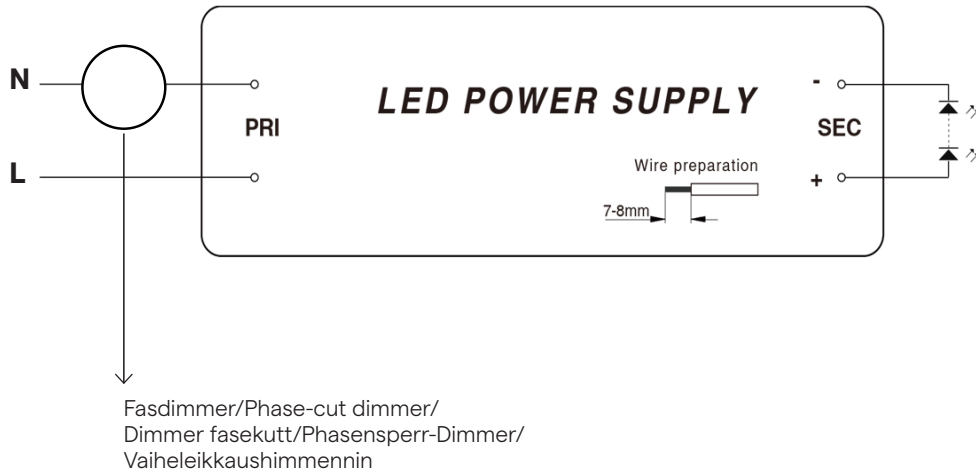 N
L
PRI
LED POWER SUPPLY
-
SEC
+
Wire preparation
7-8mm
Fasdimmer/Phase-cut dimmer/
Dimmer fasekutt/Phasensperr-Dimmer/
Vaiheleikkaushimmennin